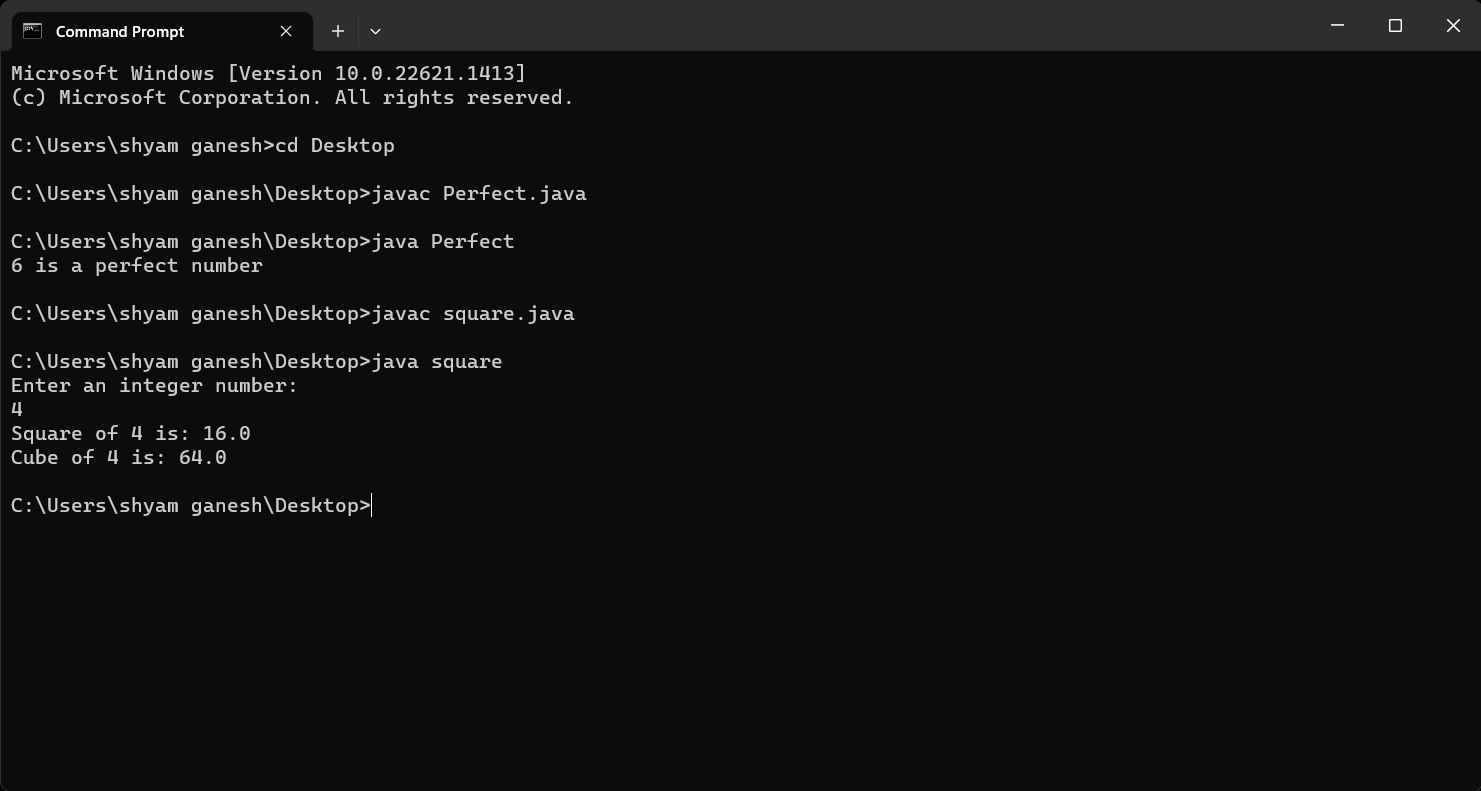 Command Prompt
Microsoft Windows [Version 10.0.22621.1413]
(c) Microsoft Corporation. All rights reserved.
C:\Users\shyam ganesh>cd Desktop
C:\Users\shyam ganesh\Desktop>javac Perfect.java
C:\Users\shyam ganesh\Desktop>java Perfect
6 is a perfect number
C:\Users\shyam ganesh\Desktop>javac square.java
C:\Users\shyam ganesh\Desktop>java square
Enter an integer number:
4
Square of 4 is: 16.0
Cube of 4 is: 64.0
C:\Users\shyam ganesh\Desktop>